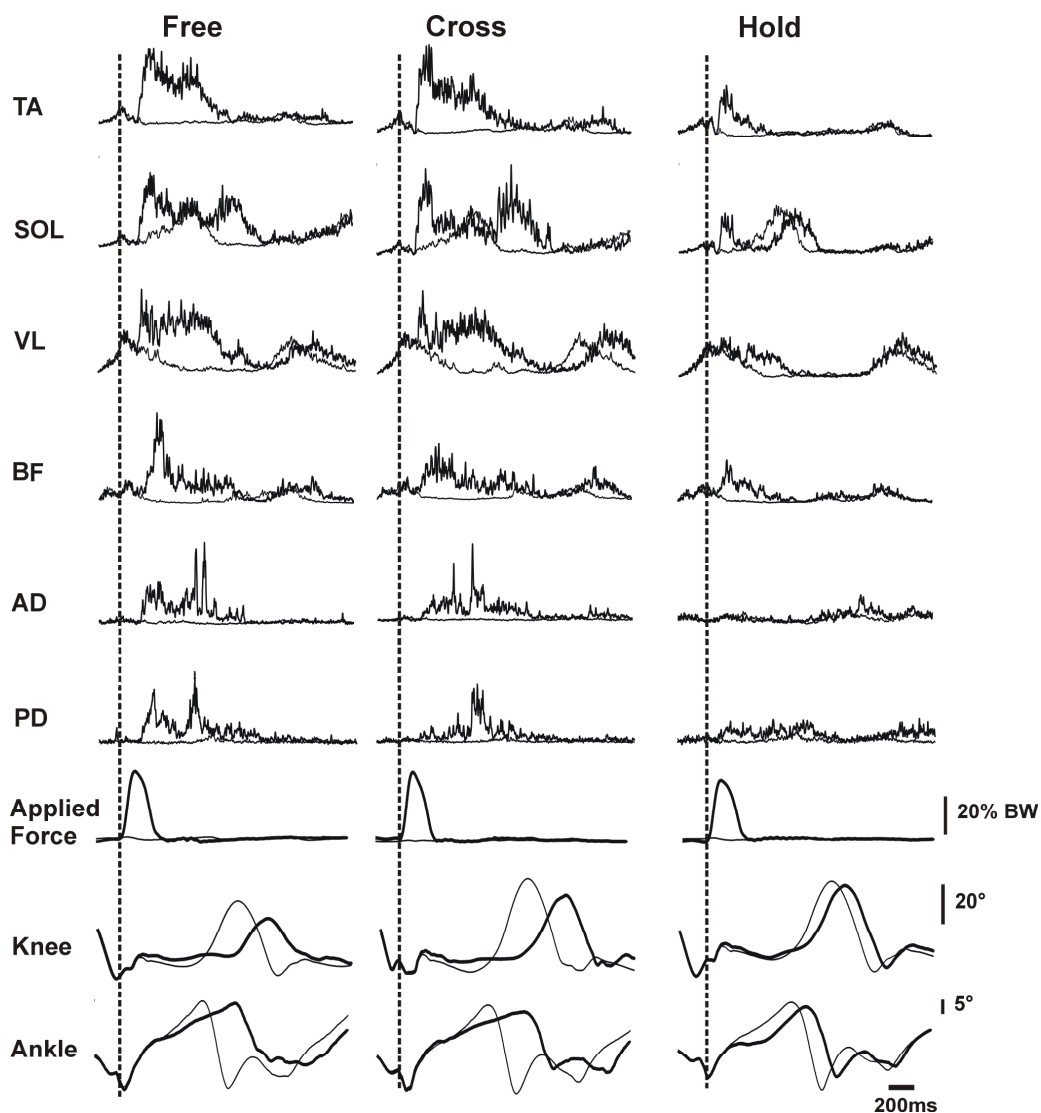 Free Cross Hold
TA
SOL
VL
BF
AD
PD
Applied
Force
20% BW
Knee
20°
Ankle
5°
200ms